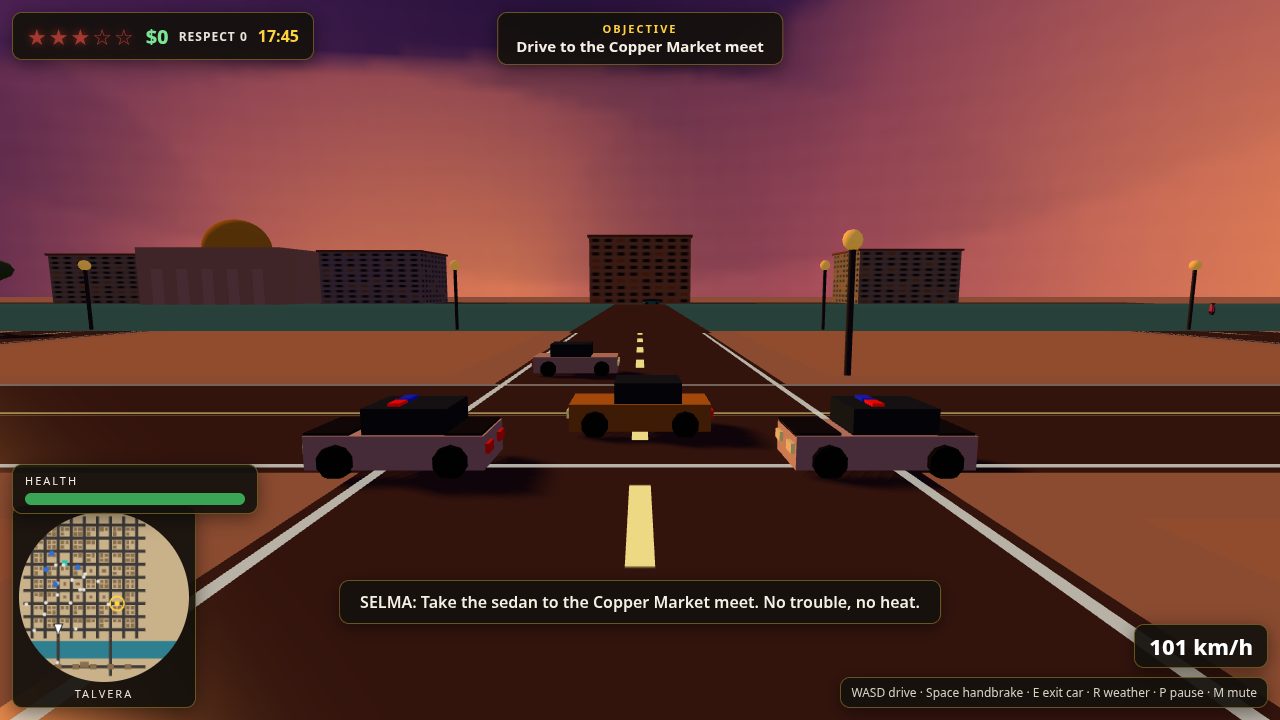 ★★★☆☆ $0 RESPECT 0 17:45
OBJECTIVE
Drive to the Copper Market meet
HEALTH
TALVERA
SELMA: Take the sedan to the Copper Market meet. No trouble, no heat.
101 km/h
WASD drive · Space handbrake · E exit car · R weather · P pause · M mute